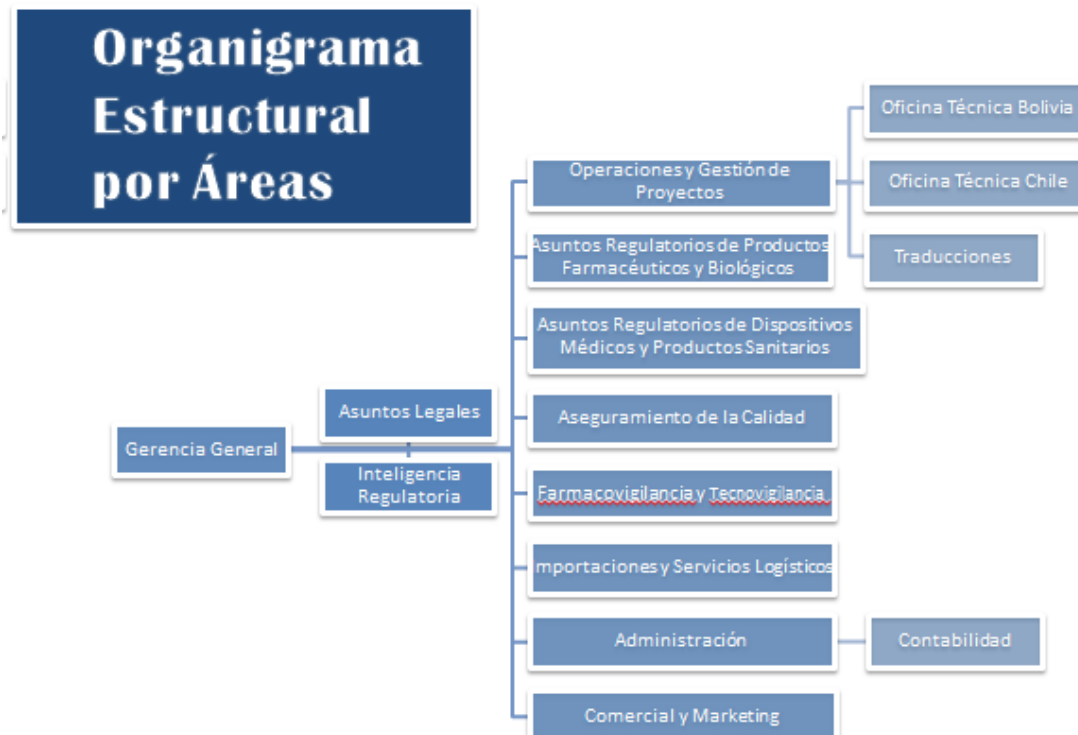 Organigrama
Estructural
por Áreas
Oficina Técnica Bolivia
Operaciones y Gestión de
Proyectos
Oficina Técnica Chile
Asuntos Regulatorios de Productos
Farmacéuticos y Biológicos
Traducciones
Asuntos Regulatorios de Dispositivos
Médicos y Productos Sanitarios
Asuntos Legales
Aseguramiento de la Calidad
Gerencia General
Inteligencia
Regulatoria
Farmacovigilancia y Tecnovigilancia
Importaciones y Servicios Logísticos
Administración
Contabilidad
Comercial y Marketing